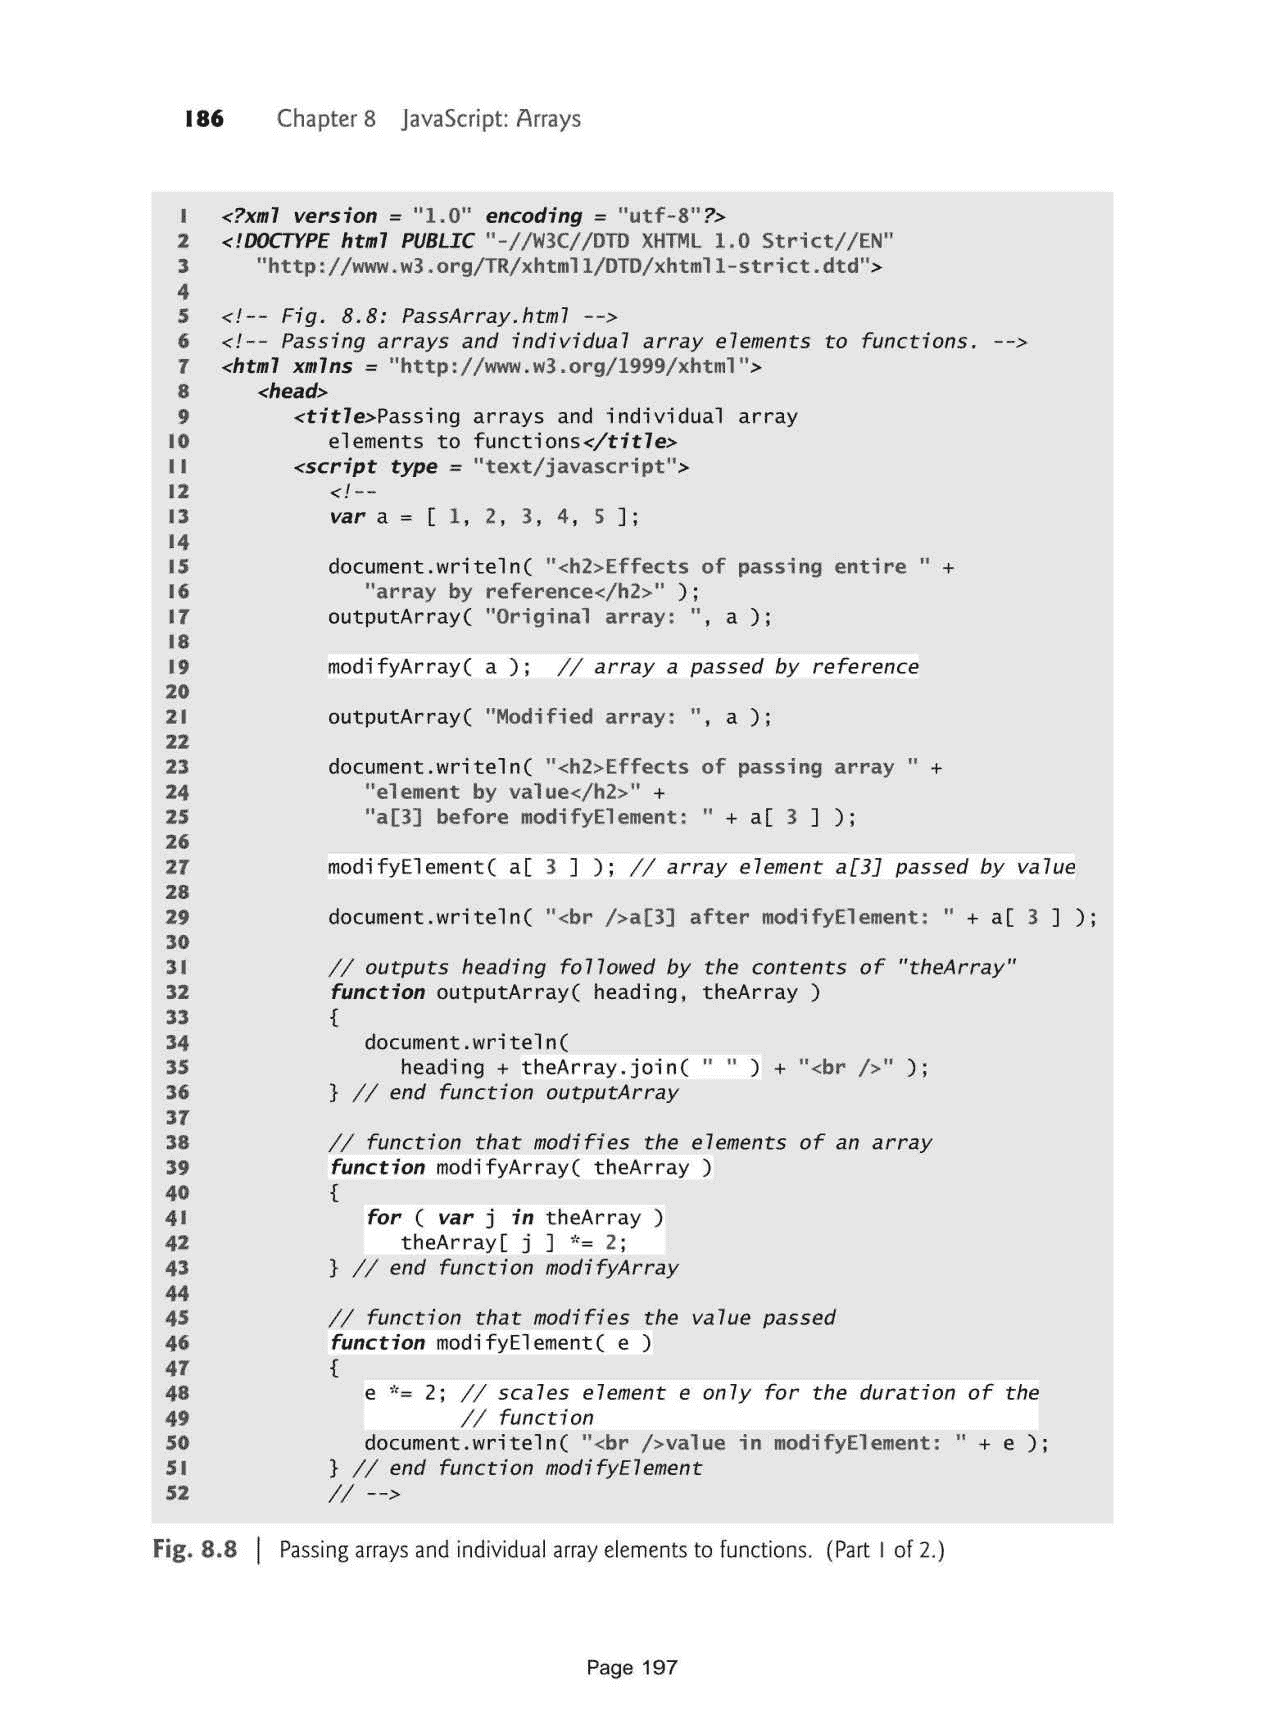 186 Chapter 8 JavaScript: Arrays
1 <?xml version = "1.0" encoding = "utf-8"?>
2 <!DOCTYPE html PUBLIC "-//W3C//DTD XHTML 1.0 Strict//EN"
3 "http://www.w3.org/TR/xhtml1/DTD/xhtml1-strict.dtd">
4
5 <!-- Fig. 8.8: PassArray.html -->
6 <!-- Passing arrays and individual array elements to functions. -->
7 <html xmlns = "http://www.w3.org/1999/xhtml">
8 <head>
9 <title>Passing arrays and individual array
10 elements to functions</title>
11 <script type = "text/javascript">
12 <!--
13 var a = [ 1, 2, 3, 4, 5 ];
14
15 document.writeln( "<h2>Effects of passing entire " +
16 "array by reference</h2>" );
17 outputArray( "Original array: ", a );
18
19 modifyArray( a ); // array a passed by reference
20
21 outputArray( "Modified array: ", a );
22
23 document.writeln( "<h2>Effects of passing array " +
24 "element by value</h2>" +
25 "a[3] before modifyElement: " + a[ 3 ] );
26
27 modifyElement( a[ 3 ] ); // array element a[3] passed by value
28
29 document.writeln( "<br />a[3] after modifyElement: " + a[ 3 ] );
30
31 // outputs heading followed by the contents of "theArray"
32 function outputArray( heading, theArray )
33 {
34 document.writeln(
35 heading + theArray.join( " " ) + "<br />" );
36 } // end function outputArray
37
38 // function that modifies the elements of an array
39 function modifyArray( theArray )
40 {
41 for ( var j in theArray )
42 theArray[ j ] *= 2;
43 } // end function modifyArray
44
45 // function that modifies the value passed
46 function modifyElement( e )
47 {
48 e *= 2; // scales element e only for the duration of the
49 // function
50 document.writeln( "<br />value in modifyElement: " + e );
51 } // end function modifyElement
52 // -->
Fig. 8.8 | Passing arrays and individual array elements to functions. (Part 1 of 2.)
Page 197